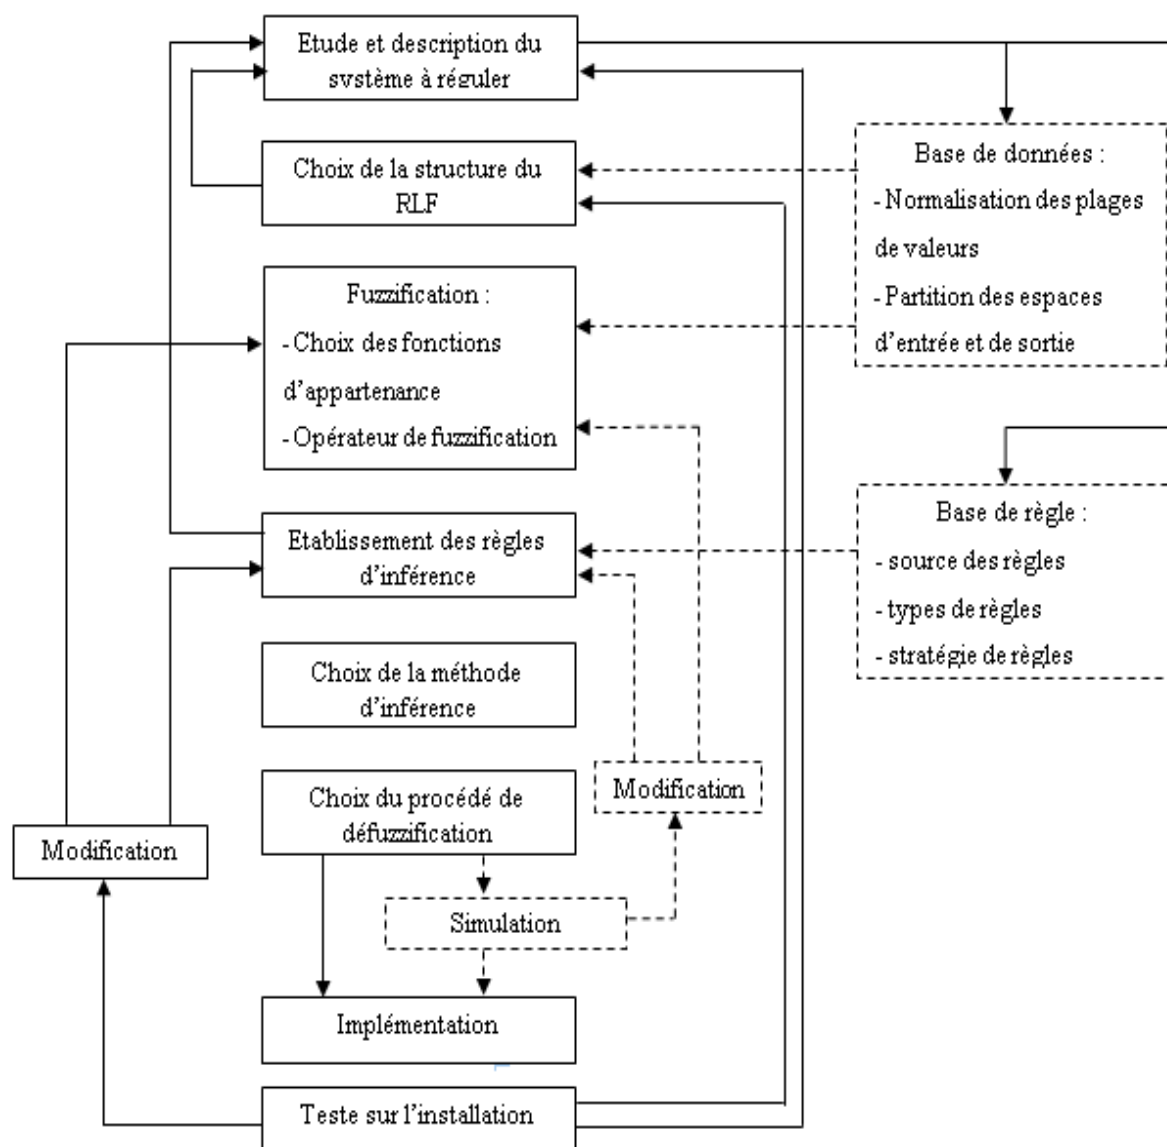 Etude et description du
système à réguler
Choix de la structure du
RLF
Fuzzification :
- Choix des fonctions
d'appartenance
- Opérateur de fuzzification
Etablissement des règles
d'inférence
Choix de la méthode
d'inférence
Choix du procédé de
défuzzification
Simulation
Implémentation
Teste sur l'installation
Modification
Modification
Base de données :
- Normalisation des plages
de valeurs
- Partition des espaces
d'entrée et de sortie
Base de règle :
- source des règles
- types de règles
- stratégie de règles